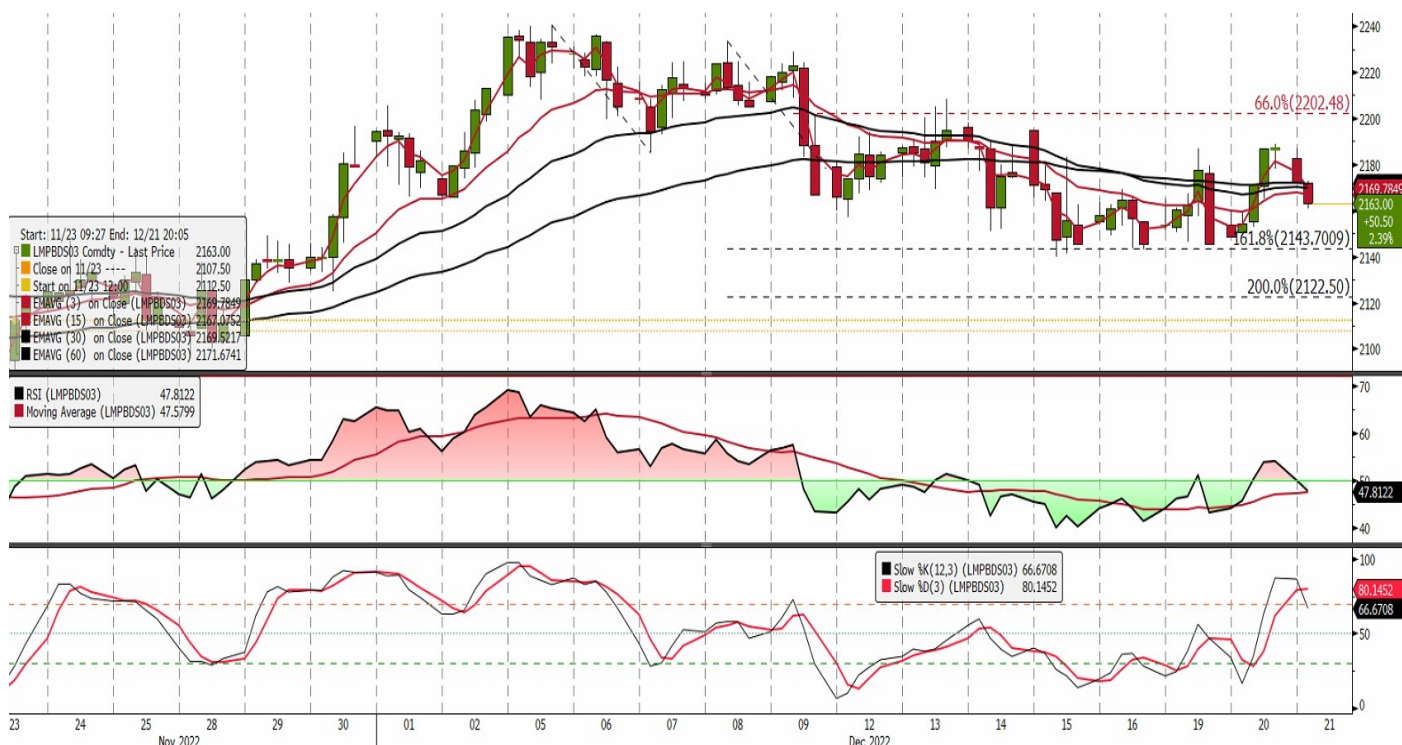 2240
2220
66.0%(2202.48)
2200
2180
2169.7849
2163.00
+50.50
2.39%
161.8%(2143.7009)
2140
200.0%(2122.50)
2120
2100
Start: 11/23 09:27 End: 12/21 20:05
LMPBDS03 Comdty - Last Price 2163.00
Close on 11/23 ---- 2107.50
Start on 11/23 12:00 2112.50
EMAVG (3) on Close (LMPBDS03) 2169.7849
EMAVG (15) on Close (LMPBDS03) 2167.0752
EMAVG (30) on Close (LMPBDS03) 2169.5217
EMAVG (60) on Close (LMPBDS03) 2171.6741
RSI (LMPBDS03) 47.8122
Moving Average (LMPBDS03) 47.5799
70
60
50
47.8122
40
Slow %K(12,3) (LMPBDS03) 66.6708
Slow %D(3) (LMPBDS03) 80.1452
100
80.1452
66.6708
50
0
23 24 25 28 29 30 01 02 05 06 07 08 09 12 13 14 15 16 19 20 21
Nov 2022 Dec 2022